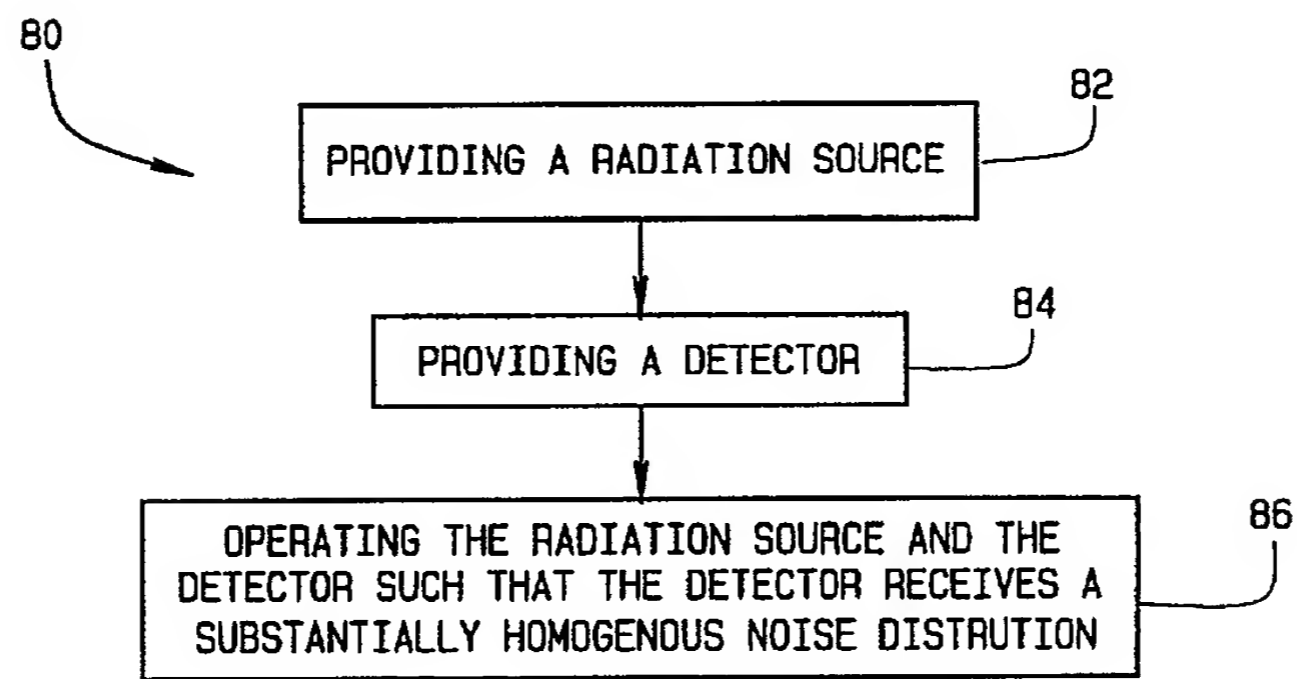 80
82
PROVIDING A RADIATION SOURCE
84
PROVIDING A DETECTOR
86
OPERATING THE RADIATION SOURCE AND THE
DETECTOR SUCH THAT THE DETECTOR RECEIVES A
SUBSTANTIALLY HOMOGENOUS NOISE DISTRUTION